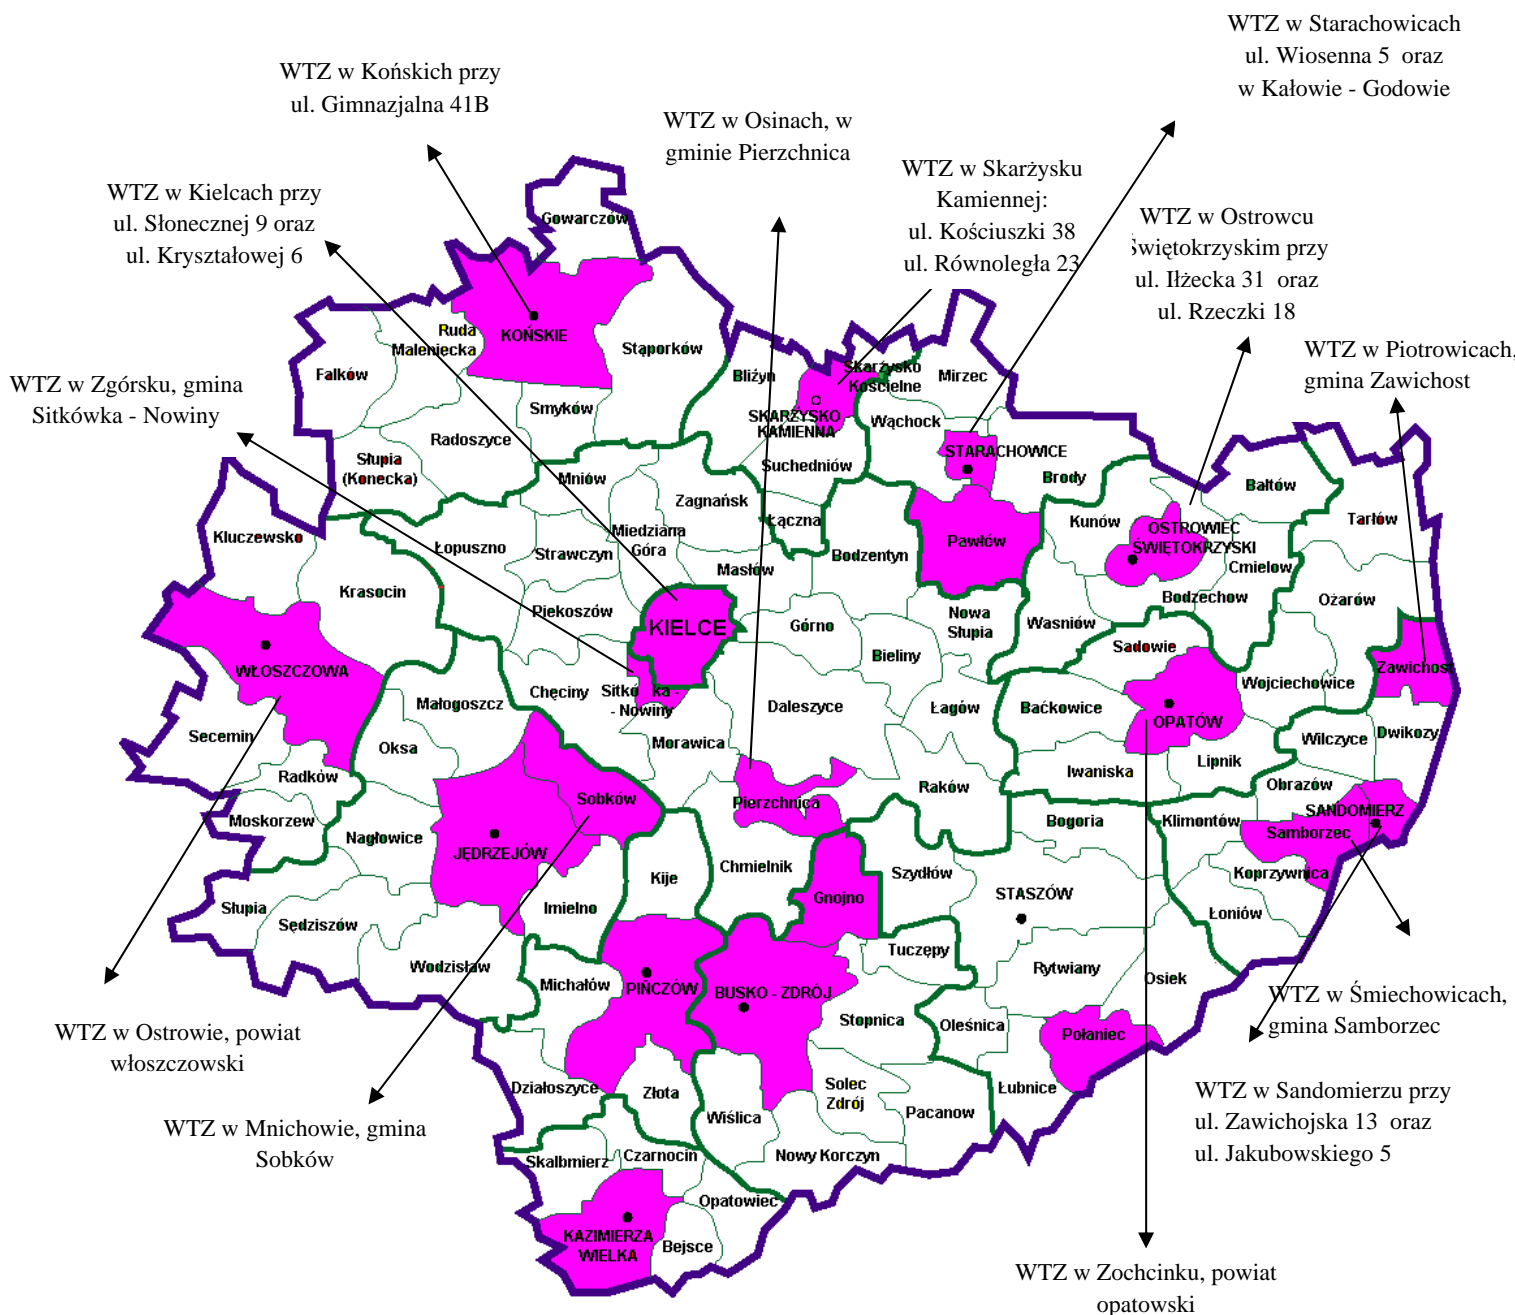 WTZ w Starachowicach
ul. Wiosenna 5 oraz
w Kałowie - Godowie
WTZ w Końskich przy
ul. Gimnazjalna 41B
WTZ w Osinach, w
gminie Pierzchnica
WTZ w Skarżysku
Kamiennej:
ul. Kościuszki 38
ul. Równoległa 23
WTZ w Kielcach przy
ul. Słonecznej 9 oraz
ul. Kryształowej 6
WTZ w Ostrowcu
Świętokrzyskim przy
ul. Iłżecka 31 oraz
ul. Rzeczki 18
WTZ w Piotrowicach,
gmina Zawichost
WTZ w Zgórsku, gmina
Sitkówka - Nowiny
Gowarczów
KOŃSKIE
Ruda
Maleniecka
Stąporków
Fałków
Smyków
Radoszyce
Słupia
(Konecka)
Bliżyn
Skarżysko
Kościelne
SKARŻYSKO
KAMIENNA
Suchedniów
Mirzec
Wąchock
STARACHOWICE
Brody
Bałtów
Tarłów
Kunów
OSTROWIEC
ŚWIĘTOKRZYSKI
Cmielow
Bodzechow
Ożarów
Mniów
Zagnańsk
Łączna
Miedziana
Góra
Strawczyn
Łopuszno
Masłów
Bodzentyn
Pawłów
Kluczewsko
Krasocin
Piekoszów
KIELCE
Górno
Bieliny
Nowa
Słupia
Waśniów
Sadowie
Zawichost
WŁOSZCZOWA
Małogoszcz
Chęciny
Sitkó ka -
- Nowiny
Daleszyce
Łagów
Baćkowice
OPATÓW
Wojciechowice
Wilczyce
Dwikozy
Secemin
Oksa
Radków
Morawica
Raków
Iwaniska
Lipnik
Obrazów
Moskorzew
Nagłowice
JĘDRZEJÓW
Sobków
Pierzchnica
Bogoria
Klimontów
SANDOMIERZ
Samborzec
Koprzywnica
Kije
Chmielnik
Szydłów
STASZÓW
Gnojno
Łoniów
Słupia
Sędziszów
Imielno
Wodzisław
Michałów
PIŃCZÓW
BUSKO - ZDRÓJ
Tuczępy
Rytwiany
Osiek
Stopnica
Oleśnica
Połaniec
Działoszyce
Złota
Wiślica
Solec
Zdrój
Pacanow
Łubnice
Skalbmierz
Czarnocin
Nowy Korczyn
Opatowiec
KAZIMIERZA
WIELKA
Bejsce
WTZ w Ostrowie, powiat
włoszczowski
WTZ w Mnichowie, gmina
Sobków
WTZ w Śmiechowicach,
gmina Samborzec
WTZ w Sandomierzu przy
ul. Zawichojska 13 oraz
ul. Jakubowskiego 5
WTZ w Zochcinku, powiat
opatowski